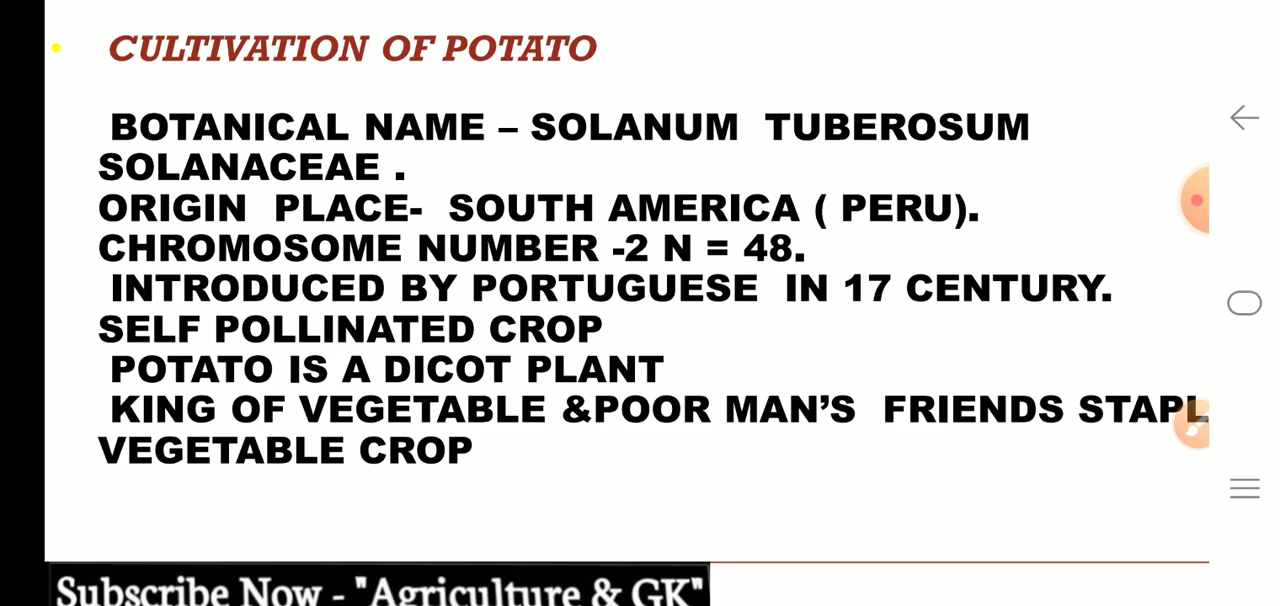 • CULTIVATION OF POTATO
BOTANICAL NAME – SOLANUM TUBEROSUM
SOLANACEAE .
ORIGIN PLACE- SOUTH AMERICA ( PERU).
CHROMOSOME NUMBER -2 N = 48.
INTRODUCED BY PORTUGUESE IN 17 CENTURY.
SELF POLLINATED CROP
POTATO IS A DICOT PLANT
KING OF VEGETABLE &POOR MAN’S FRIENDS STAPL
VEGETABLE CROP
Subscribe Now - "Agriculture & GK"